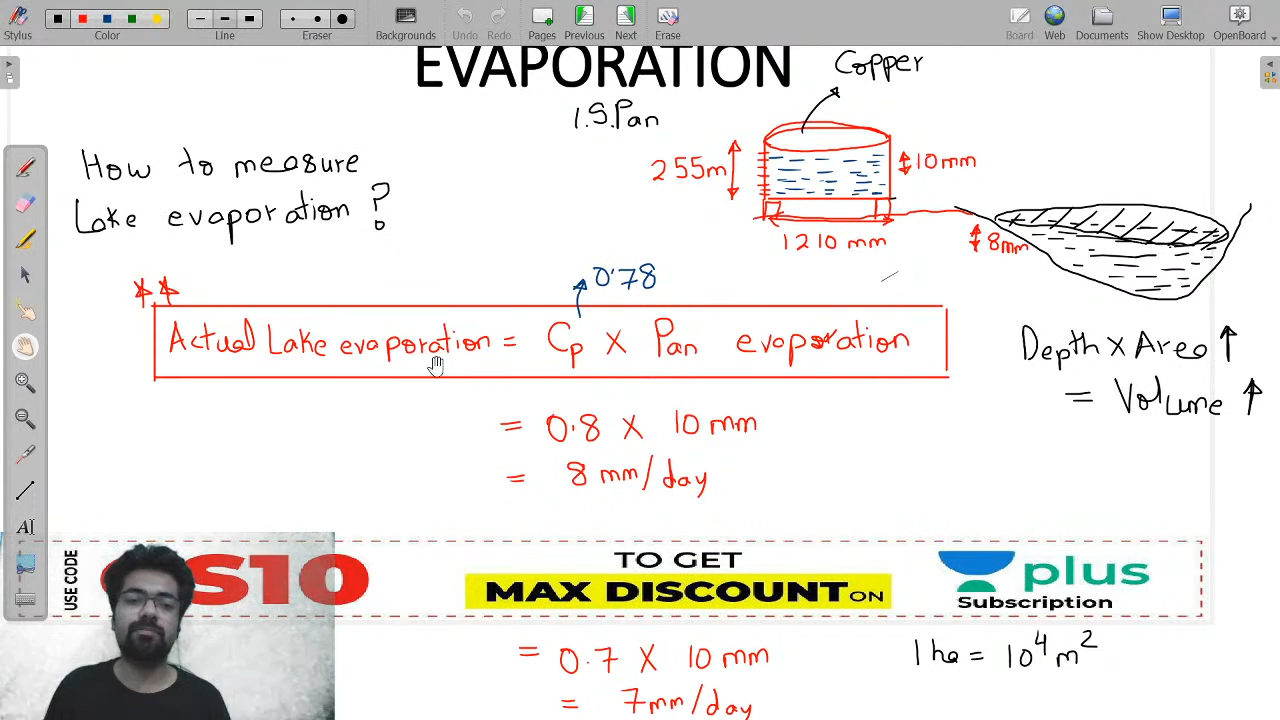 Stylus
Color
Line
Eraser
Backgrounds
Undo
Redo
Pages
Previous
Next
Erase
Board
Web
Documents
Show Desktop
OpenBoard
EVAPORATION
Copper
I.S.Pan
How to measure
Lake evaporation?
255m
10mm
1210 mm
8mm
0.78
Actual Lake evaporation = Cp X Pan evaporation
Depth x Area ↑
= Volume ↑
= 0.8 X 10 mm
= 8 mm/day
USE CODE
S10
TO GET
MAX DISCOUNT ON
plus
Subscription
= 0.7 X 10 mm
= 7mm/day
1 ha = 10⁴ m²